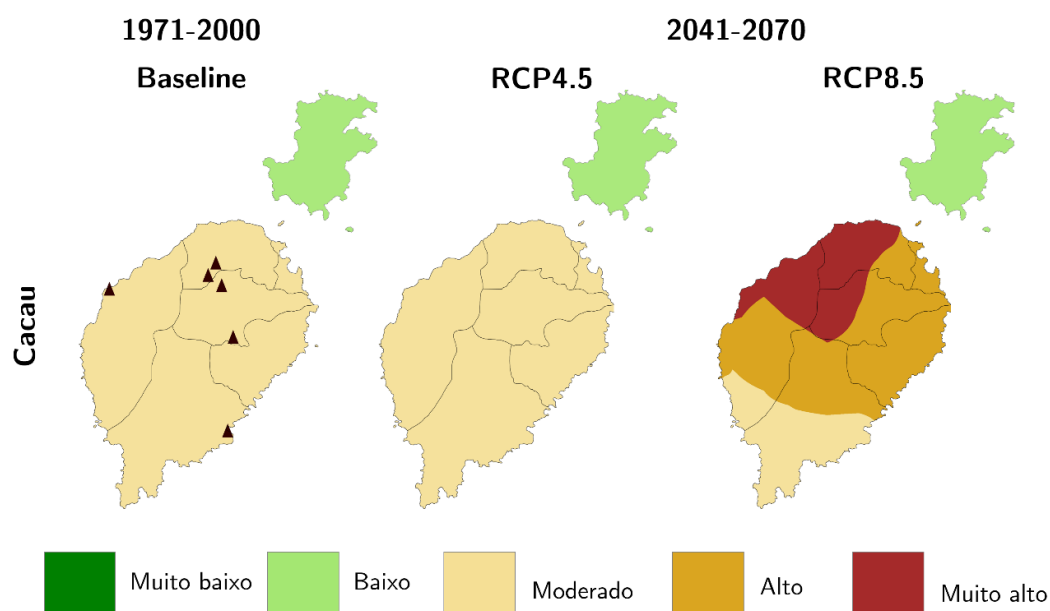 1971-2000
2041-2070
Baseline
RCP4.5
RCP8.5
Cacau
Muito baixo
Baixo
Moderado
Alto
Muito alto